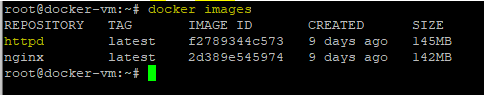 root@docker-vm:~# docker images
REPOSITORY   TAG       IMAGE ID       CREATED      SIZE
httpd        latest    f2789344c573   9 days ago   145MB
nginx        latest    2d389e545974   9 days ago   142MB
root@docker-vm:~#